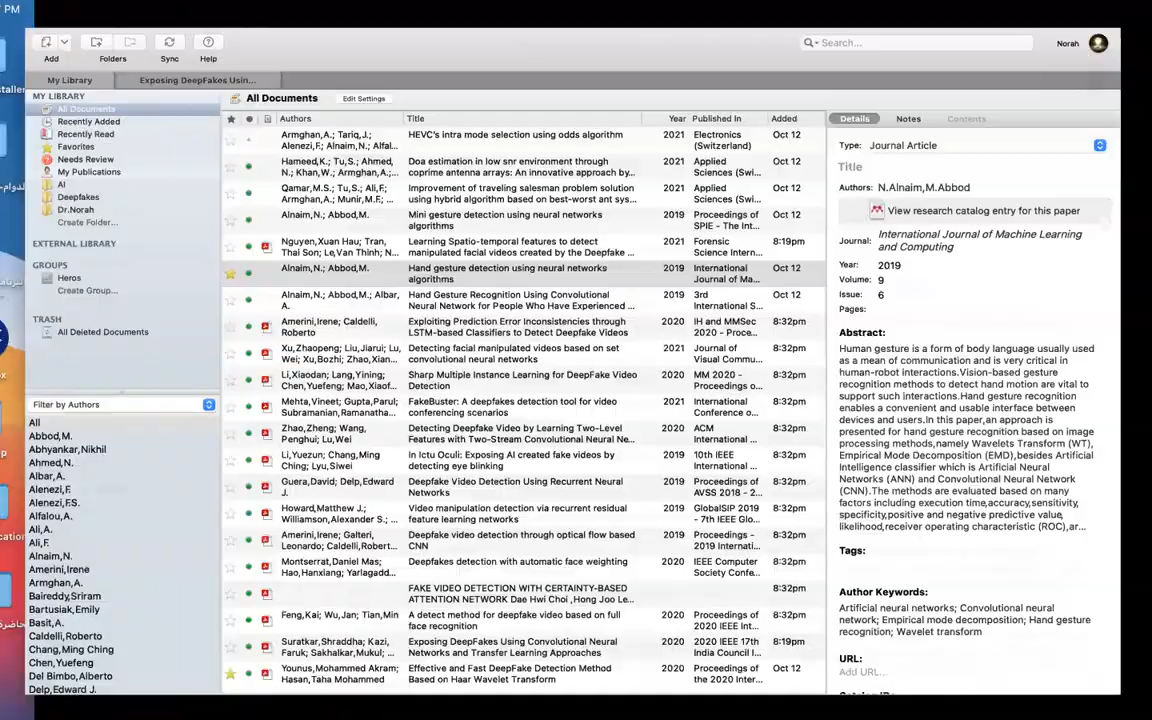 PM
Add
Folders
Sync
Help
Search...
Norah
My Library
Exposing DeepFakes Usin...
MY LIBRARY
All Documents
Recently Added
Recently Read
Favorites
Needs Review
My Publications
AI
Deepfakes
Dr.Norah
Create Folder...
EXTERNAL LIBRARY
GROUPS
Heros
Create Group...
TRASH
All Deleted Documents
Filter by Authors
All
Abbod,M.
Abhyankar,Nikhil
Ahmed,N.
Albar,A.
Alenezi,F.
Alenezi,F.S.
Alfalou,A.
Ali,A.
Ali,F.
Alnaim,N.
Amerini,Irene
Armghan,A.
Baireddy,Sriram
Bartusiak,Emily
Basit,A.
Caldelli,Roberto
Chang,Ming Ching
Chen,Yuefeng
Del Bimbo,Alberto
Delp,Edward J.
All Documents
Edit Settings
Authors Title Year Published In Added
Armghan,A.; Tariq,J.; HEVC's intra mode selection using odds algorithm 2021 Electronics Oct 12
Alenezi,F.; Alnaim,N.; Alfal... (Switzerland)
Hameed,K.; Tu,S.; Ahmed, Doa estimation in low snr environment through 2021 Applied Oct 12
N.; Khan,W.; Armghan,A.;... coprime antenna arrays: An innovative approach by... Sciences (Swi...
Qamar,M.S.; Tu,S.; Ali,F; Improvement of traveling salesman problem solution 2021 Applied Oct 12
Armghan,A.; Munir,M.F;... using hybrid algorithm based on best-worst ant sys... Sciences (Swi...
Alnaim,N.; Abbod,M. Mini gesture detection using neural networks 2019 Proceedings of Oct 12
algorithms SPIE - The Int...
Nguyen,Xuan Hau; Tran, Learning Spatio-temporal features to detect 2021 Forensic 8:19pm
Thai Son; Le,Van Thinh; N... manipulated facial videos created by the Deepfake ... Science Intern...
Alnaim,N.; Abbod,M. Hand gesture detection using neural networks 2019 International Oct 12
algorithms Journal of Ma...
Alnaim,N.; Abbod,M.; Albar, Hand Gesture Recognition Using Convolutional 2019 3rd Oct 12
A. Neural Network for People Who Have Experienced ... International S...
Amerini,Irene; Caldelli, Exploiting Prediction Error Inconsistencies through 2020 IH and MMSec 8:32pm
Roberto LSTM-based Classifiers to Detect Deepfake Videos 2020 - Proce...
Xu,Zhaopeng; Liu,Jiarui; Lu, Detecting facial manipulated videos based on set 2021 Journal of 8:32pm
Wei; Xu,Bozhi; Zhao,Xian... convolutional neural networks Visual Commu...
Li,Xiaodan; Lang,Yining; Sharp Multiple Instance Learning for DeepFake Video 2020 MM 2020 - 8:32pm
Chen,Yuefeng; Mao,Xiaof... Detection Proceedings o...
Mehta,Vineet; Gupta,Parul; FakeBuster: A deepfakes detection tool for video 2021 International 8:32pm
Subramanian,Ramanatha... conferencing scenarios Conference o...
Zhao,Zheng; Wang, Detecting Deepfake Video by Learning Two-Level 2020 ACM 8:32pm
Penghui; Lu,Wei Features with Two-Stream Convolutional Neural Ne... International ...
Li,Yuezun; Chang,Ming In Ictu Oculi: Exposing AI created fake videos by 2019 10th IEEE 8:32pm
Ching; Lyu,Siwei detecting eye blinking International ...
Guera,David; Delp,Edward Deepfake Video Detection Using Recurrent Neural 2019 Proceedings of 8:32pm
J. Networks AVSS 2018 - 2...
Howard,Matthew J.; Video manipulation detection via recurrent residual 2019 GlobalSIP 2019 8:32pm
Williamson,Alexander S.; ... feature learning networks - 7th IEEE Glo...
Amerini,Irene; Galteri, Deepfake video detection through optical flow based 2019 Proceedings - 8:32pm
Leonardo; Caldelli,Robert... CNN 2019 Internati...
Montserrat,Daniel Mas; Deepfakes detection with automatic face weighting 2020 IEEE Computer 8:32pm
Hao,Hanxiang; Yarlagadd... Society Confe...
FAKE VIDEO DETECTION WITH CERTAINTY-BASED 8:32pm
ATTENTION NETWORK Dae Hwi Choi ,Hong Joo Le...
Feng,Kai; Wu,Jan; Tian,Min A detect method for deepfake video based on full 2020 Proceedings of 8:32pm
face recognition 2020 IEEE Int...
Suratkar,Shraddha; Kazi, Exposing DeepFakes Using Convolutional Neural 2020 2020 IEEE 17th 8:19pm
Faruk; Sakhalkar,Mukul; ... Networks and Transfer Learning Approaches India Council I...
Younus,Mohammed Akram; Effective and Fast DeepFake Detection Method 2020 Proceedings of Oct 12
Hasan,Taha Mohammed Based on Haar Wavelet Transform the 2020 Inter...
Details Notes Contents
Type: Journal Article
Title
Authors: N.Alnaim,M.Abbod
View research catalog entry for this paper
Journal: International Journal of Machine Learning
and Computing
Year: 2019
Volume: 9
Issue: 6
Pages:
Abstract:
Human gesture is a form of body language usually used
as a mean of communication and is very critical in
human-robot interactions.Vision-based gesture
recognition methods to detect hand motion are vital to
support such interactions.Hand gesture recognition
enables a convenient and usable interface between
devices and users.In this paper,an approach is
presented for hand gesture recognition based on image
processing methods,namely Wavelets Transform (WT),
Empirical Mode Decomposition (EMD),besides Artificial
Intelligence classifier which is Artificial Neural
Networks (ANN) and Convolutional Neural Network
(CNN).The methods are evaluated based on many
factors including execution time,accuracy,sensitivity,
specificity,positive and negative predictive value,
likelihood,receiver operating characteristic (ROC),ar...
Tags:
Author Keywords:
Artificial neural networks; Convolutional neural
network; Empirical mode decomposition; Hand gesture
recognition; Wavelet transform
URL:
Add URL...